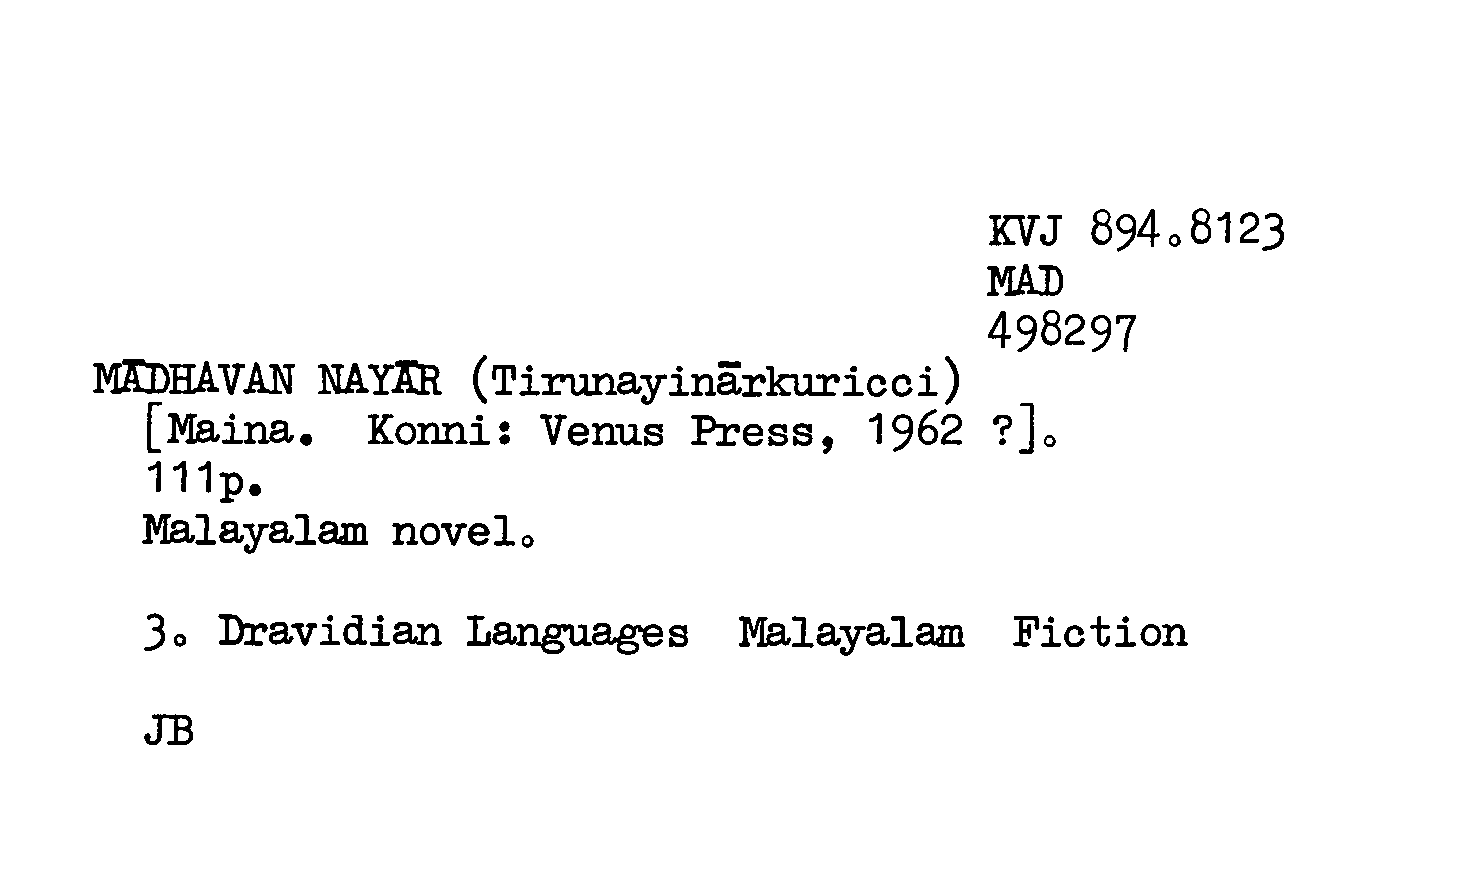 KVJ 894.8123
MAD
498297
MĀDHAVAN NAYĀR (Tirunayinārkuricci)
[Maina. Konni: Venus Press, 1962 ?].
111p.
Malayalam novel.
3. Dravidian Languages Malayalam Fiction
JB